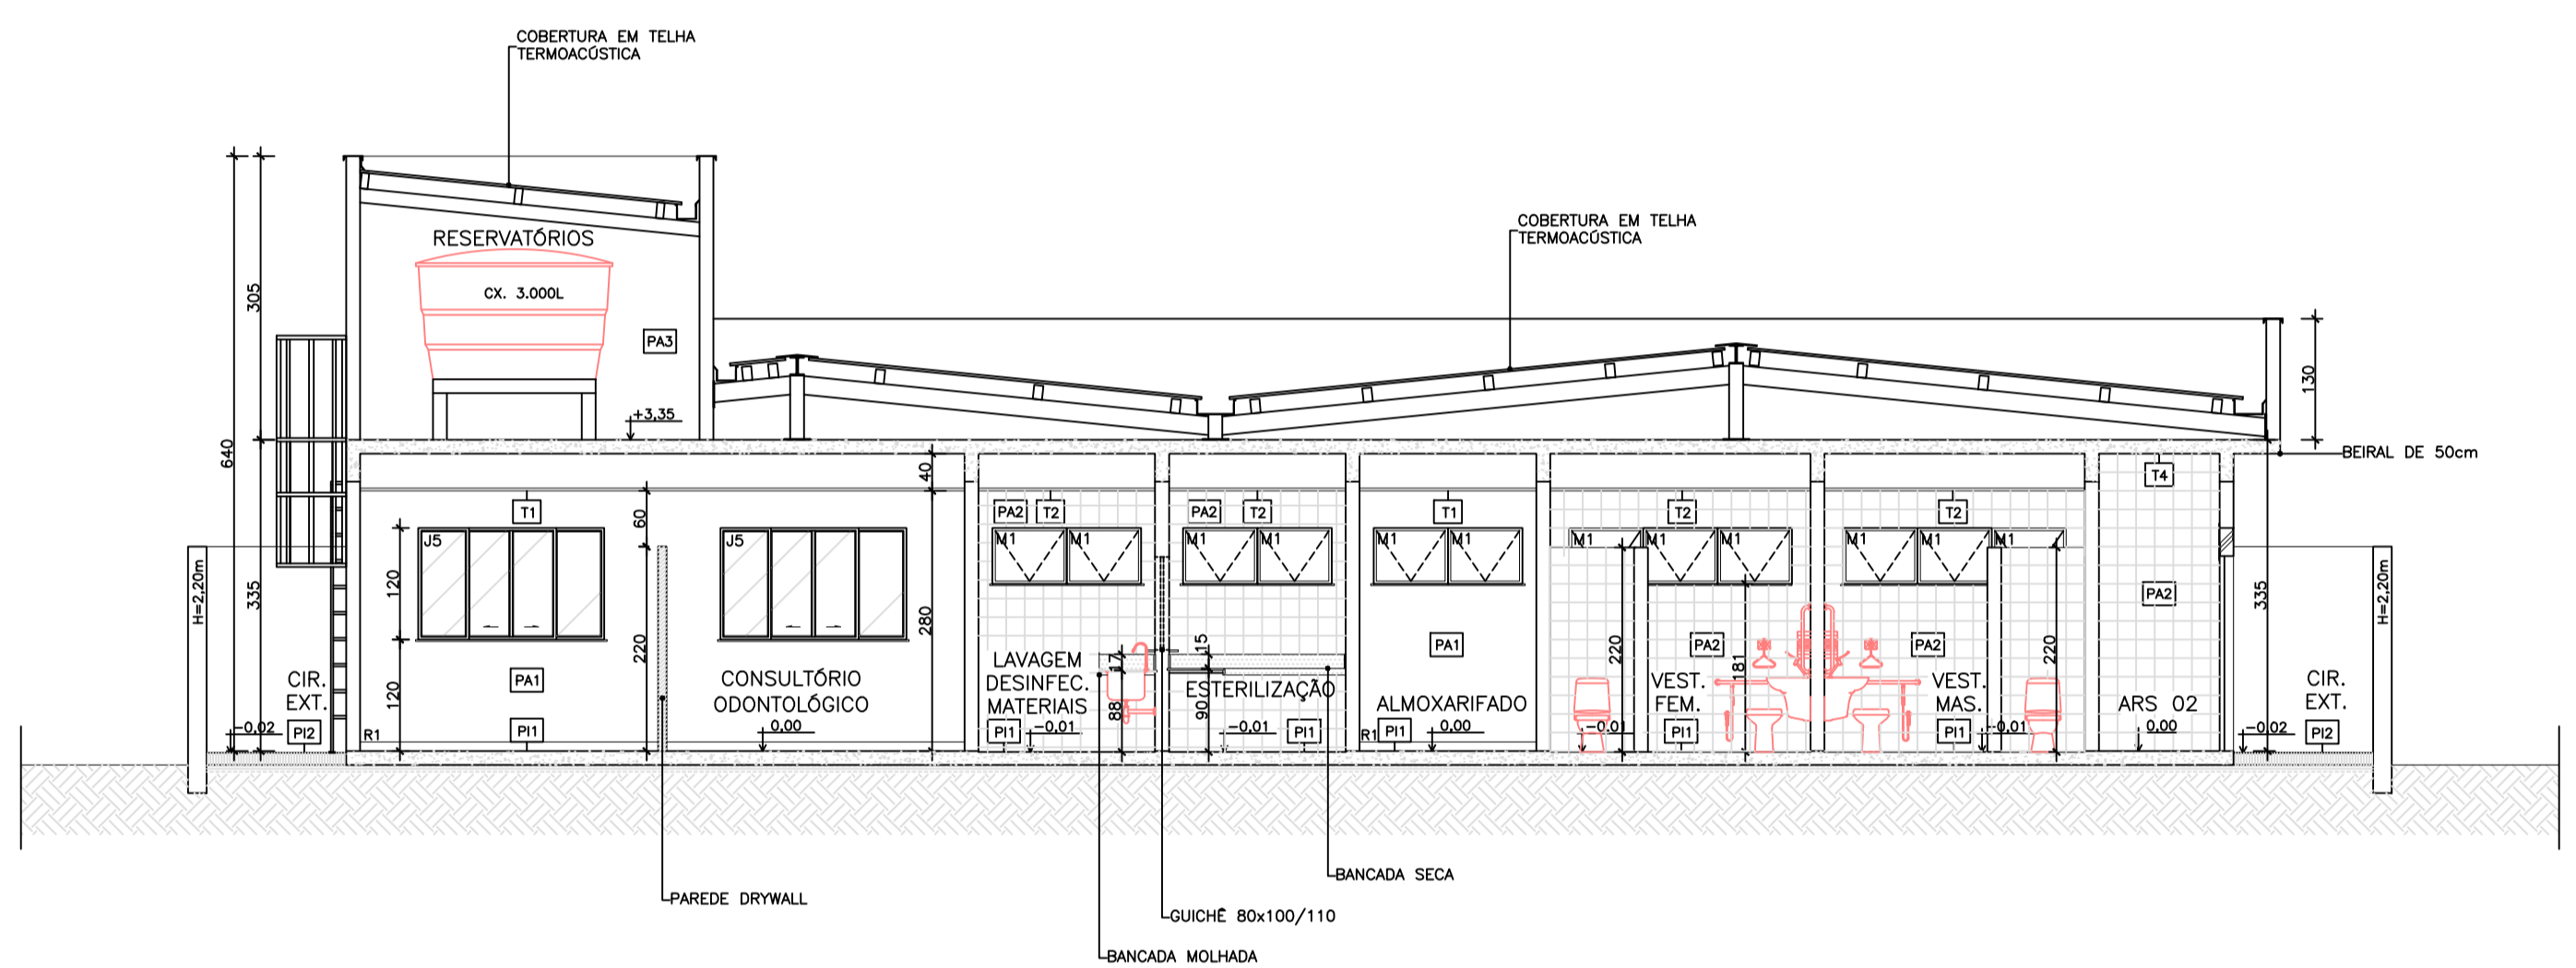 COBERTURA EM TELHA
TERMOACÚSTICA
COBERTURA EM TELHA
TERMOACÚSTICA
RESERVATÓRIOS
CX. 3.000L
PA3
+3,35
305
640
335
130
BEIRAL DE 50cm
40
60
T1
J5
J5
120
120
220
280
PA1
PI1
R1
CONSULTÓRIO
ODONTOLÓGICO
0,00
H=2,20m
CIR.
EXT.
-0,02
PI2
PA2
T2
M1
M1
LAVAGEM
DESINFEC.
MATERIAIS
PI1
-0,01
17
88
PA2
T2
M1
M1
15
90
ESTERILIZAÇÃO
-0,01
PI1
T1
M1
M1
PA1
ALMOXARIFADO
R1
PI1
0,00
T2
M1
M1
M1
220
PA2
181
VEST.
FEM.
-0,01
PI1
T2
M1
M1
M1
PA2
220
VEST.
MAS.
PI1
-0,01
T4
PA2
ARS 02
0,00
335
-0,02
CIR.
EXT.
PI2
H=2,20m
PAREDE DRYWALL
BANCADA SECA
GUICHÊ 80x100/110
BANCADA MOLHADA